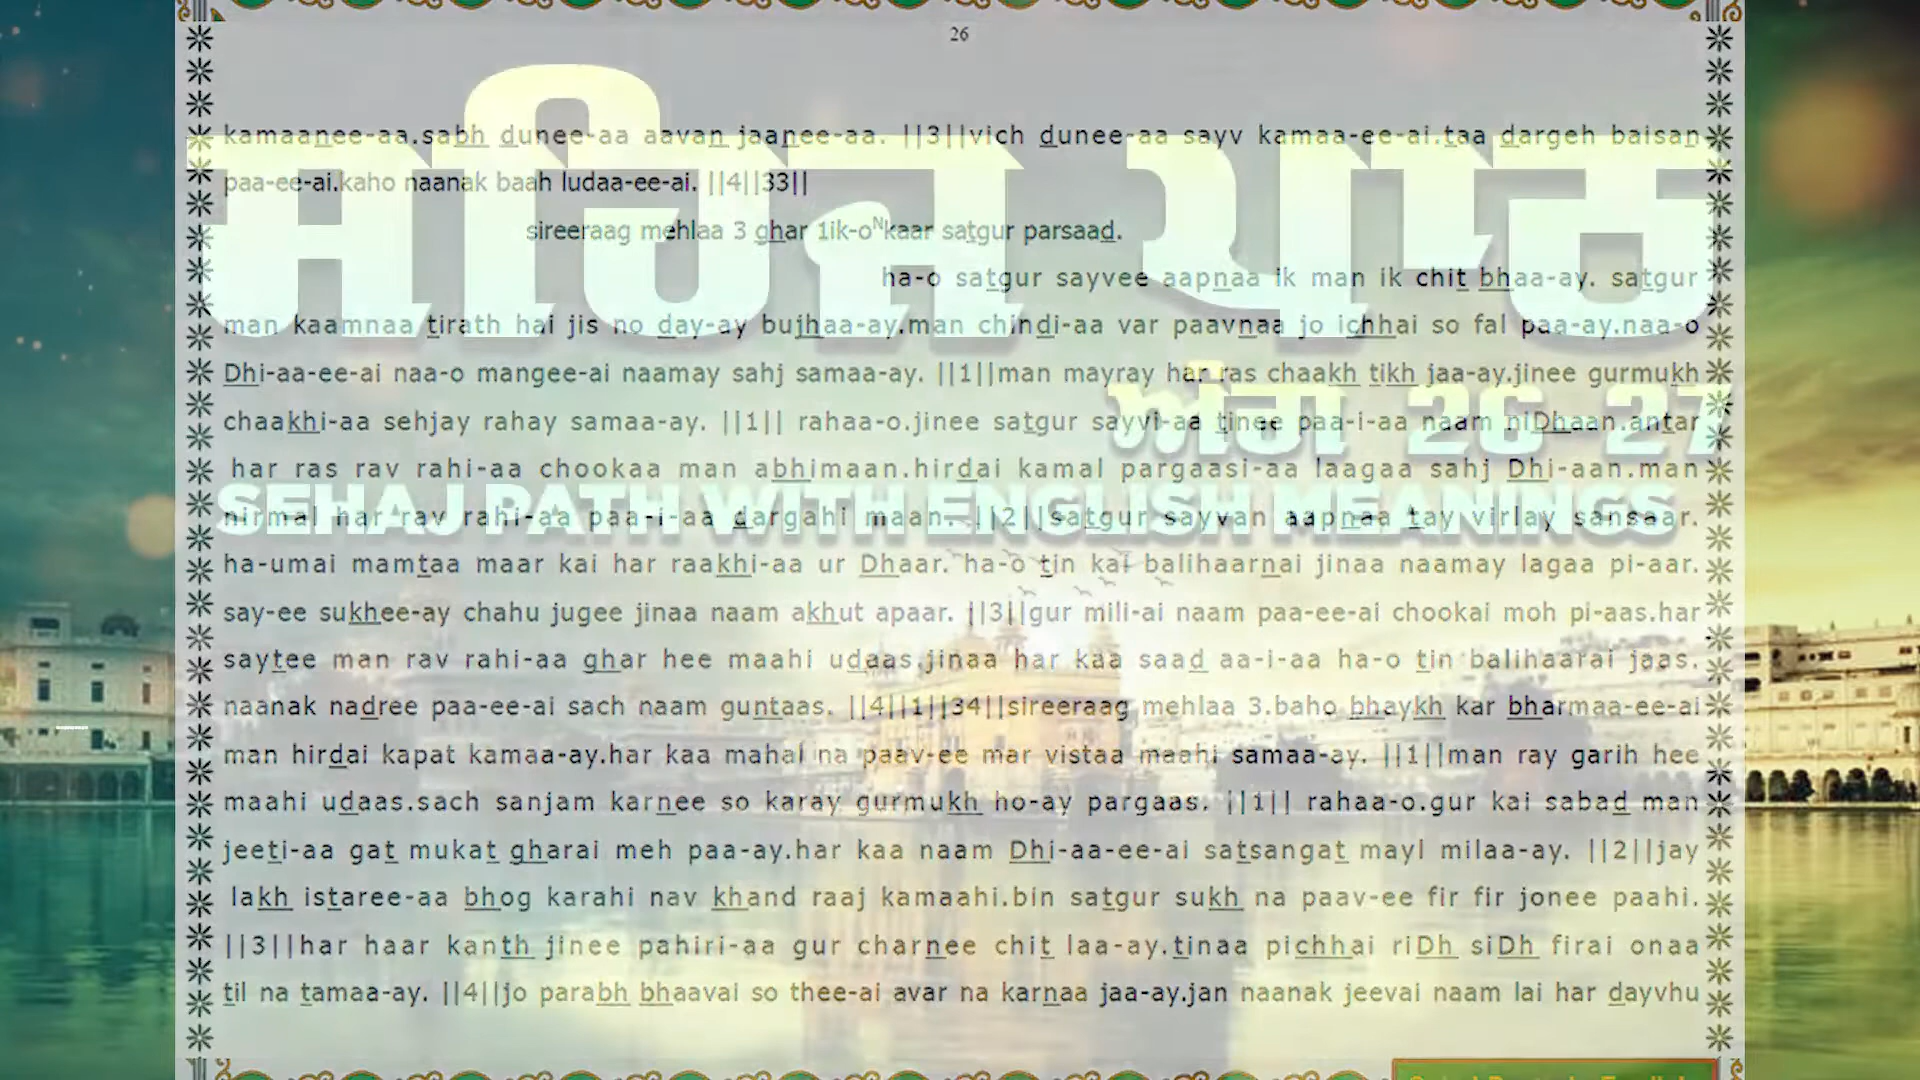 26
kamaanee-aa.sabh dunee-aa aavan jaanee-aa. ||3||vich dunee-aa sayv kamaa-ee-ai.taa dargeh baisan
paa-ee-ai.kaho naanak baah ludaa-ee-ai. ||4||33||
sireeraag mehlaa 3 ghar 1ik-oNkaar satgur parsaad.
ha-o satgur sayvee aapnaa ik man ik chit bhaa-ay. satgur
man kaamnaa tirath hai jis no day-ay bujhaa-ay.man chindi-aa var paavnaa jo ichhai so fal paa-ay.naa-o
Dhi-aa-ee-ai naa-o mangee-ai naamay sahj samaa-ay. ||1||man mayray har ras chaakh tikh jaa-ay.jinee gurmukh
chaakhi-aa sehjay rahay samaa-ay. ||1|| rahaa-o.jinee satgur sayvi-aa tinee paa-i-aa naam niDhaan.antar
har ras rav rahi-aa chookaa man abhimaan.hirdai kamal pargaasi-aa laagaa sahj Dhi-aan.man
nirmal har rav rahi-aa paa-i-aa dargahi maan. ||2||satgur sayvan aapnaa tay virlay sansaar.
ha-umai mamtaa maar kai har raakhi-aa ur Dhaar. ha-o tin kai balihaarnai jinaa naamay lagaa pi-aar.
say-ee sukhee-ay chahu jugee jinaa naam akhut apaar. ||3||gur mili-ai naam paa-ee-ai chookai moh pi-aas.har
saytee man rav rahi-aa ghar hee maahi udaas.jinaa har kaa saad aa-i-aa ha-o tin balihaarai jaas.
naanak nadree paa-ee-ai sach naam guntaas. ||4||1||34||sireeraag mehlaa 3.baho bhaykh kar bharmaa-ee-ai
man hirdai kapat kamaa-ay.har kaa mahal na paav-ee mar vistaa maahi samaa-ay. ||1||man ray garih hee
maahi udaas.sach sanjam karnee so karay gurmukh ho-ay pargaas. ||1|| rahaa-o.gur kai sabad man
jeeti-aa gat mukat gharai meh paa-ay.har kaa naam Dhi-aa-ee-ai satsangat mayl milaa-ay. ||2||jay
lakh istaree-aa bhog karahi nav khand raaj kamaahi.bin satgur sukh na paav-ee fir fir jonee paahi.
||3||har haar kanth jinee pahiri-aa gur charnee chit laa-ay.tinaa pichhai riDh siDh firai onaa
til na tamaa-ay. ||4||jo parabh bhaavai so thee-ai avar na karnaa jaa-ay.jan naanak jeevai naam lai har dayvhu
ਸਹਿਜ ਪਾਠ
ਅੰਗ 26-27
SEHAJ PATH WITH ENGLISH MEANINGS